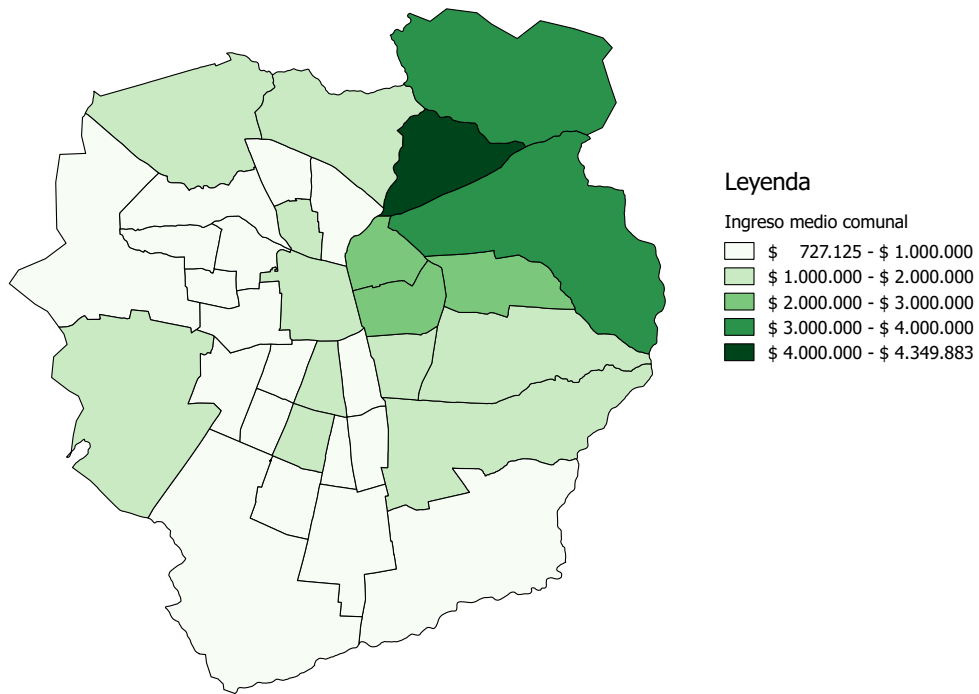 Leyenda
Ingreso medio comunal
$ 727.125 - $ 1.000.000
$ 1.000.000 - $ 2.000.000
$ 2.000.000 - $ 3.000.000
$ 3.000.000 - $ 4.000.000
$ 4.000.000 - $ 4.349.883